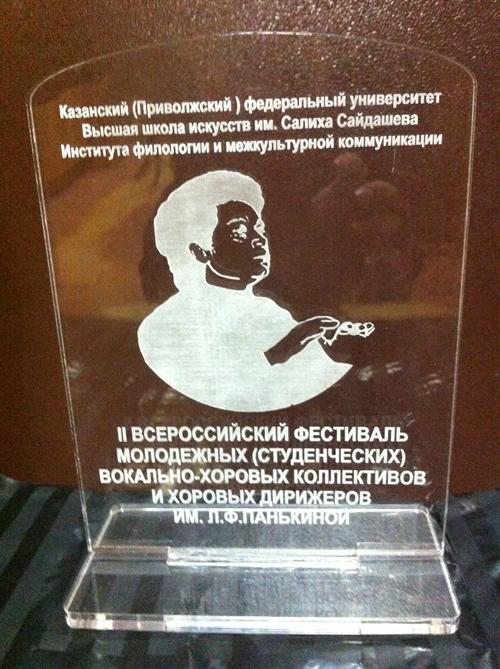 Казанский (Приволжский ) федеральный университет
Высшая школа искусств им. Салиха Сайдашева
Института филологии и межкультурной коммуникации
II ВСЕРОССИЙСКИЙ ФЕСТИВАЛЬ
МОЛОДЕЖНЫХ (СТУДЕНЧЕСКИХ)
ВОКАЛЬНО-ХОРОВЫХ КОЛЛЕКТИВОВ
И ХОРОВЫХ ДИРИЖЕРОВ
ИМ. Л.Ф.ПАНЬКИНОЙ